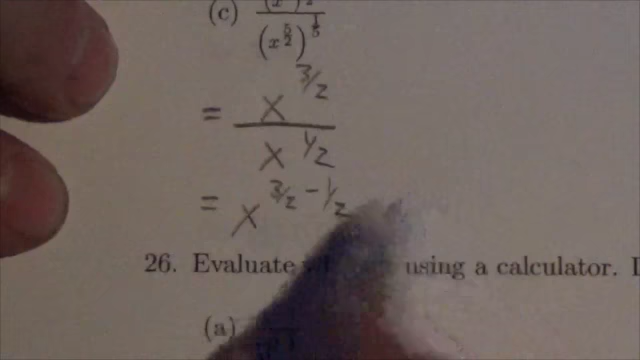 (c) (x )
(x^{5/2})^{1/5}
= x^{3/2} / x^{1/2}
= x^{3/2 - 1/2}
26. Evaluate using a calculator.
(a)